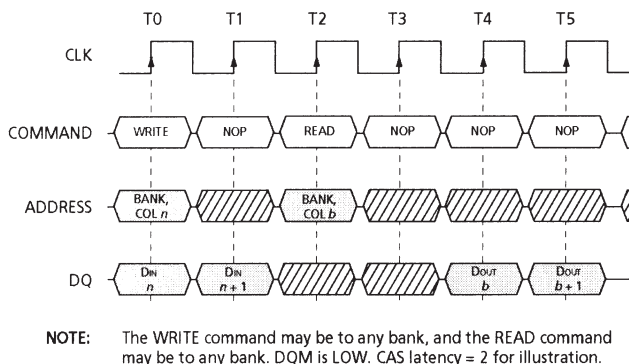 T0 T1 T2 T3 T4 T5
CLK
COMMAND WRITE NOP READ NOP NOP NOP
ADDRESS BANK, COL n BANK, COL b
DQ DIN n DIN n + 1 DOUT b DOUT b + 1
NOTE: The WRITE command may be to any bank, and the READ command
may be to any bank. DQM is LOW. CAS latency = 2 for illustration.